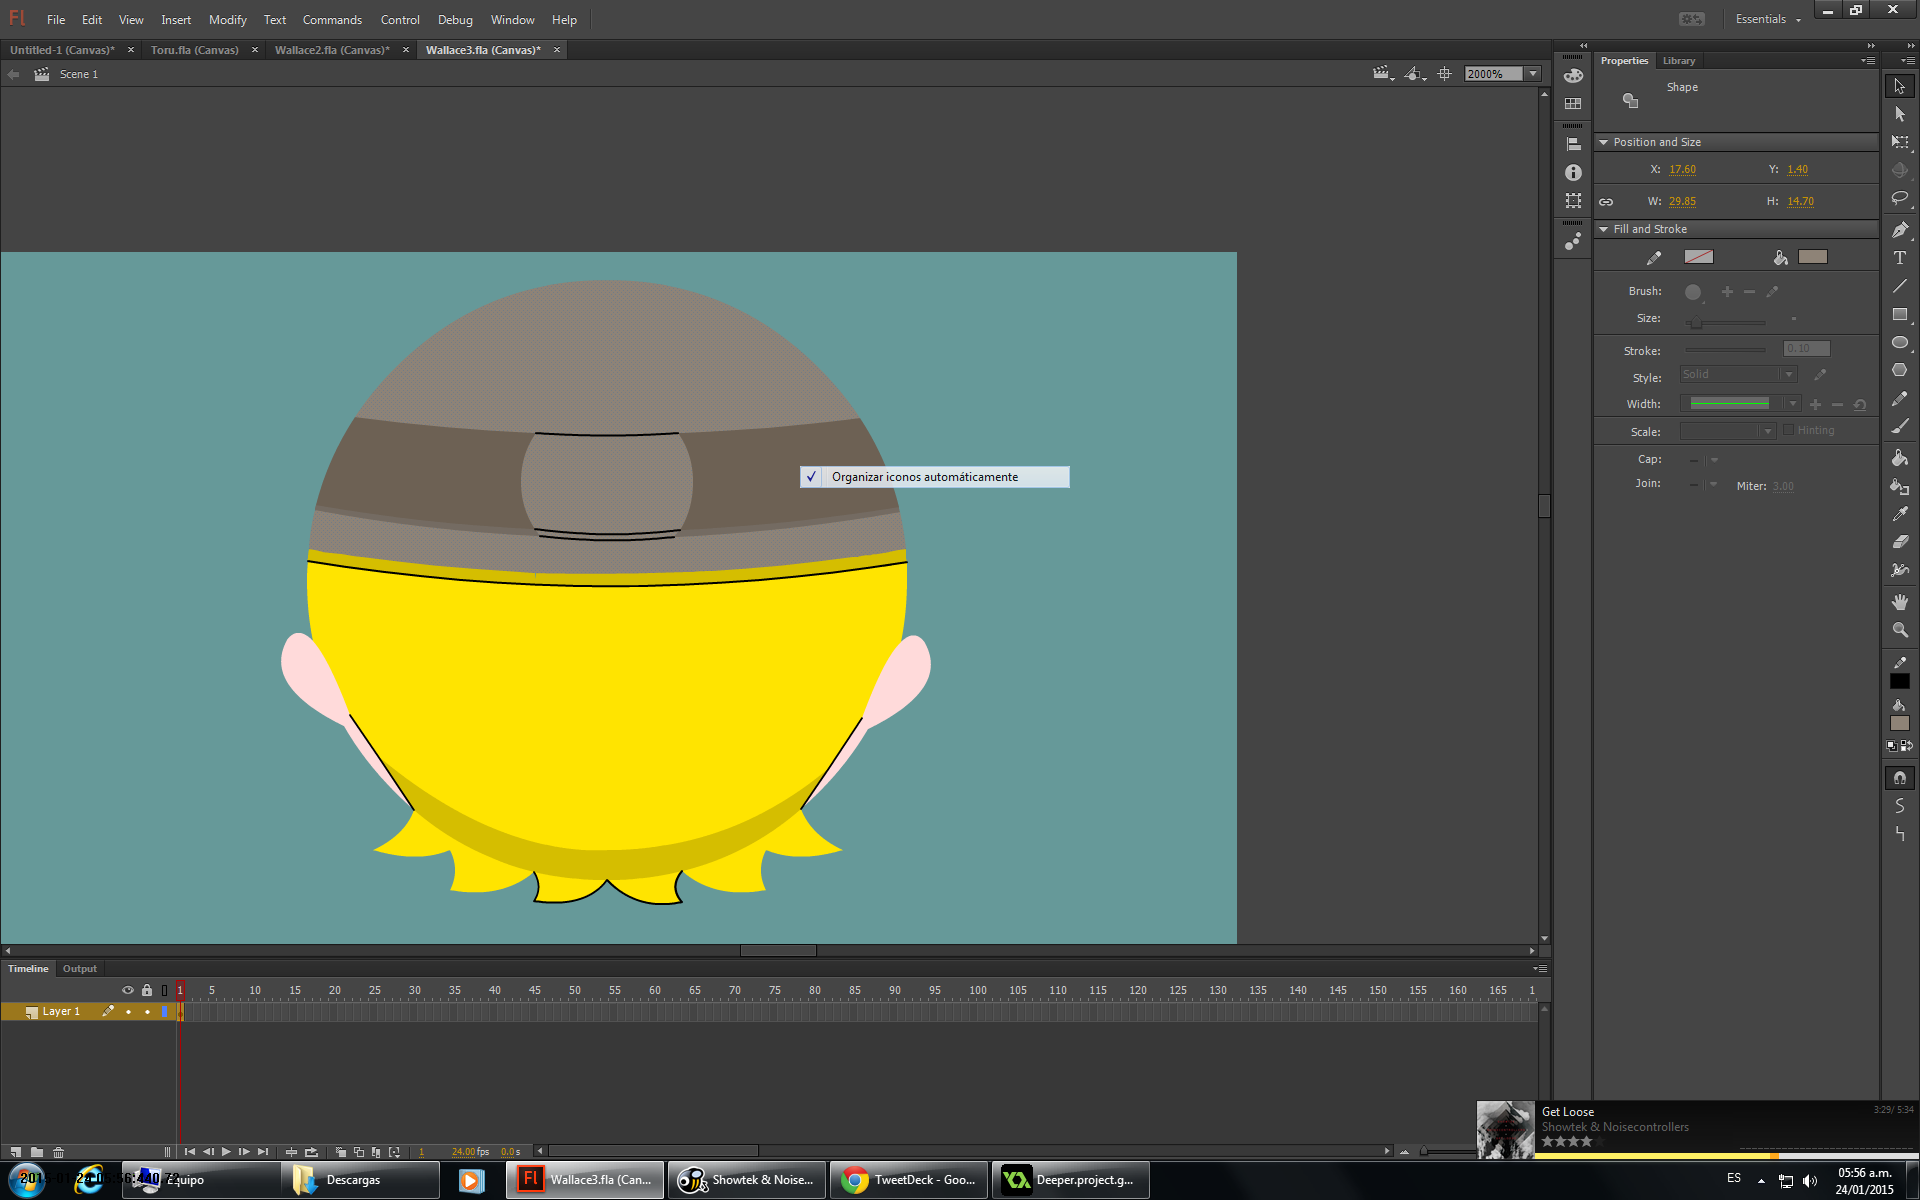 Fl File Edit View Insert Modify Text Commands Control Debug Window Help Essentials
Untitled-1 (Canvas)* × Toru.fla (Canvas) × Wallace2.fla (Canvas)* × Wallace3.fla (Canvas)* ×
Scene 1 2000%
Properties Library
Shape
Position and Size
X: 17.60 Y: 1.40
W: 29.85 H: 14.70
Fill and Stroke
Brush:
Size:
Stroke: 0.10
Style: Solid
Width:
Scale: Hinting
Cap:
Join: Miter: 3.00
Organizar iconos automáticamente
Timeline Output
1 5 10 15 20 25 30 35 40 45 50 55 60 65 70 75 80 85 90 95 100 105 110 115 120 125 130 135 140 145 150 155 160 165 1
Layer 1
1 24.00 fps 0.0 s
Get Loose 3:29/ 5:34
Showtek & Noisecontrollers
Equipo Descargas Wallace3.fla (Can... Showtek & Noise... TweetDeck - Goo... Deeper.project.g... ES 05:56 a.m.
24/01/2015